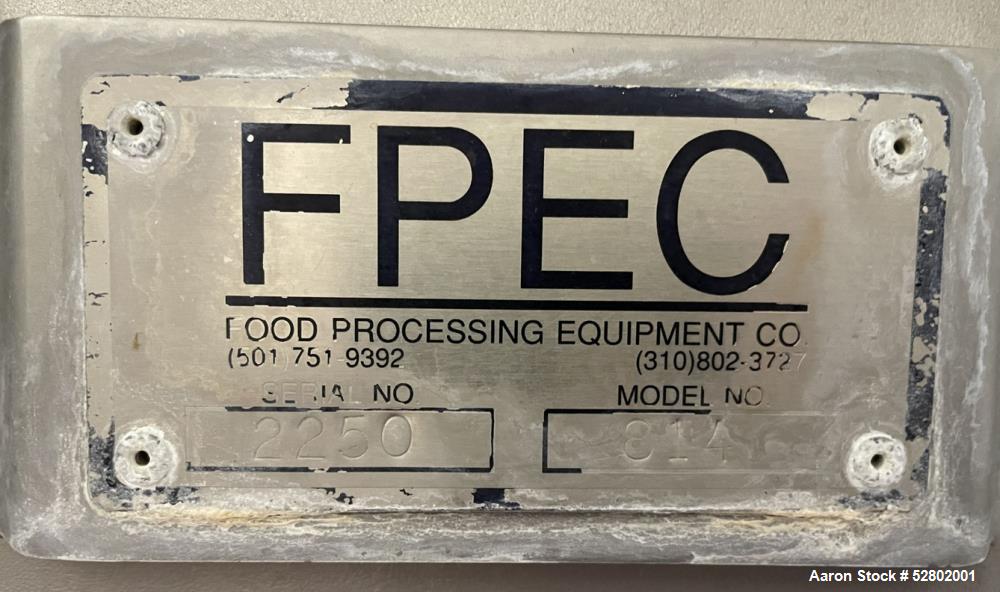 FPEC
FOOD PROCESSING EQUIPMENT CO.
(501)751-9392 (310)802-3727
SERIAL NO MODEL NO.
2250 814
Aaron Stock # 52802001